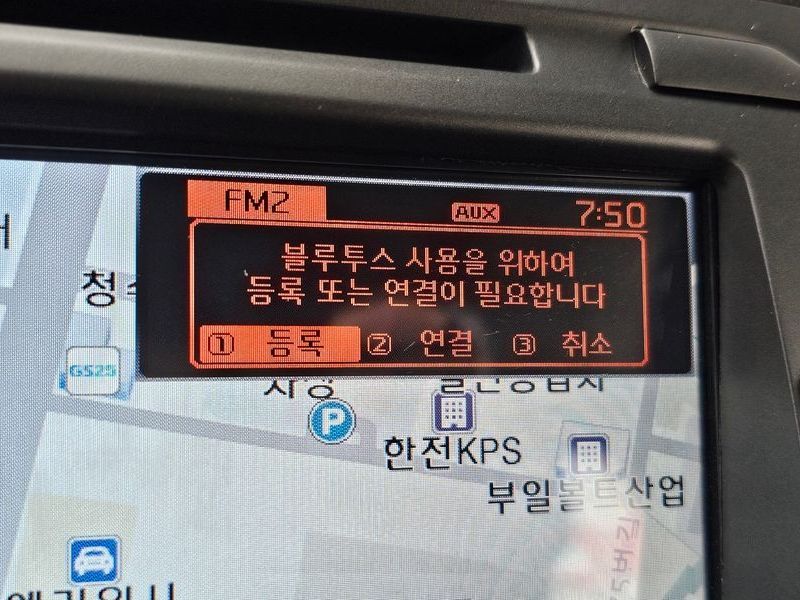 FM2 AUX 7:50
블루투스 사용을 위하여
등록 또는 연결이 필요합니다
① 등록 ② 연결 ③ 취소
GS25
P
한전KPS
부일볼트산업